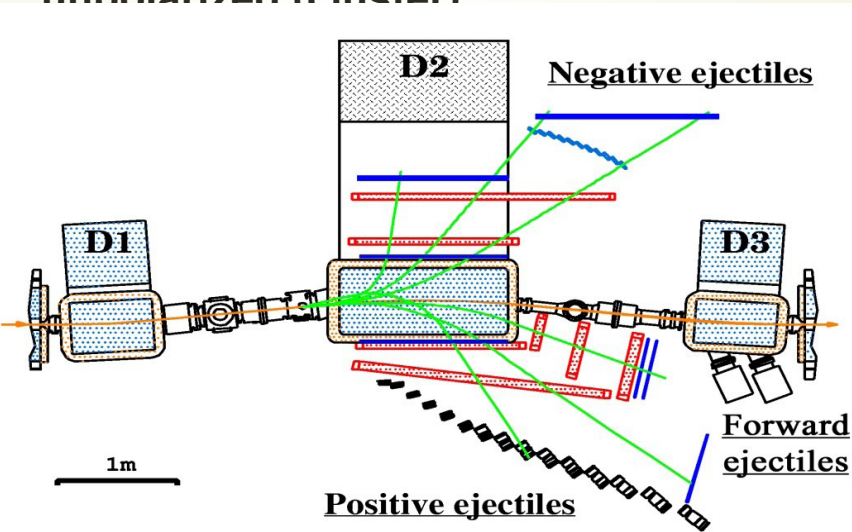 D2
Negative ejectiles
D1
D3
Forward
ejectiles
1m
Positive ejectiles